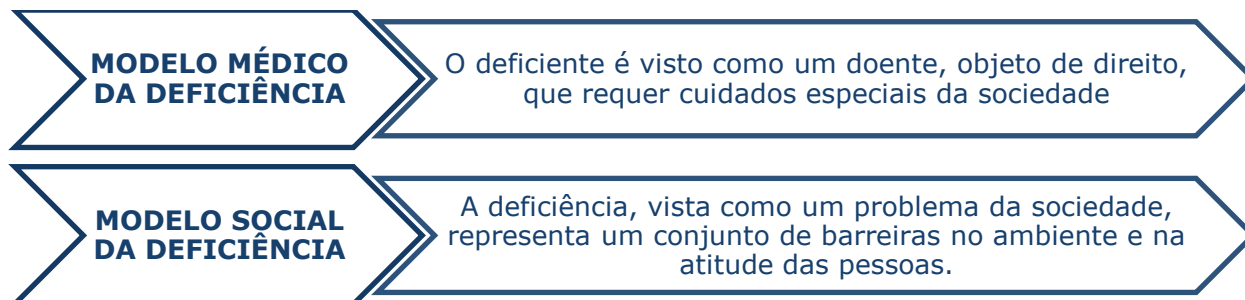 MODELO MÉDICO
DA DEFICIÊNCIA
O deficiente é visto como um doente, objeto de direito,
que requer cuidados especiais da sociedade
MODELO SOCIAL
DA DEFICIÊNCIA
A deficiência, vista como um problema da sociedade,
representa um conjunto de barreiras no ambiente e na
atitude das pessoas.